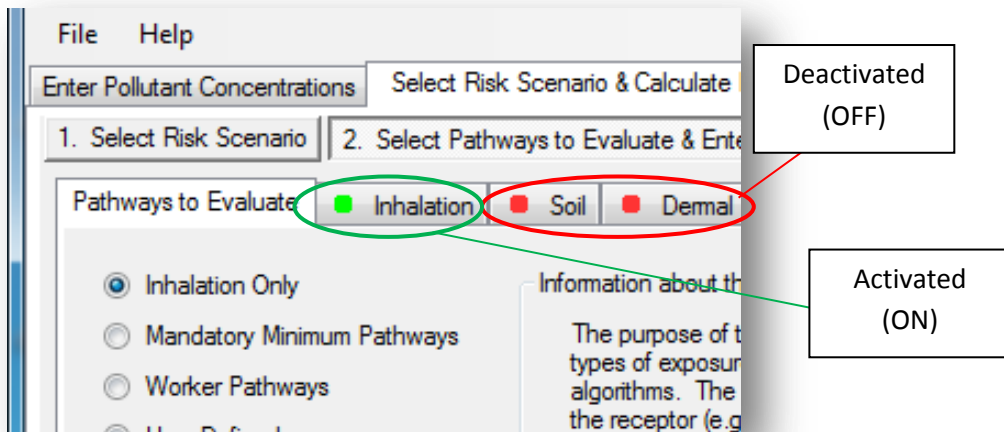 File Help
Enter Pollutant Concentrations Select Risk Scenario & Calculate
Deactivated
(OFF)
1. Select Risk Scenario 2. Select Pathways to Evaluate & Ente
Pathways to Evaluate Inhalation Soil Dermal
Inhalation Only
Information about th
Activated
(ON)
Mandatory Minimum Pathways
The purpose of t
types of exposur
Worker Pathways
algorithms. The
the receptor (e.g